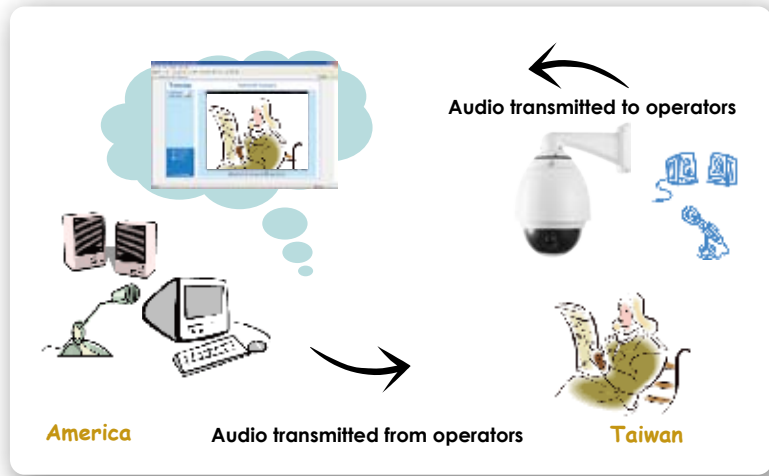 Audio transmitted to operators
America
Audio transmitted from operators
Taiwan